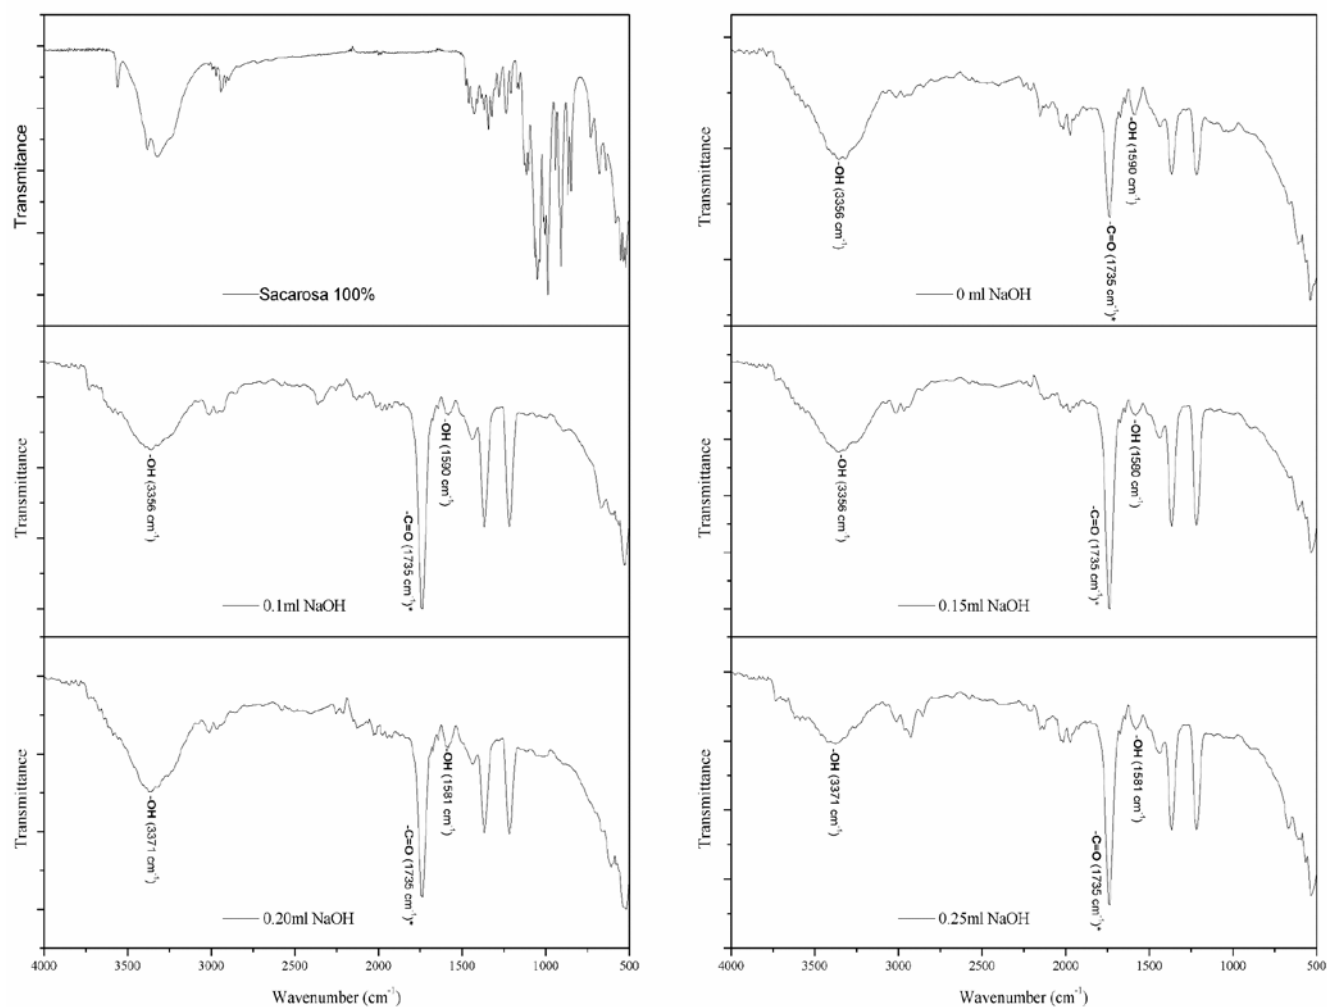 Transmitance
Sacarosa 100%
Transmittance
-OH (3356 cm⁻¹)
-C=O (1735 cm⁻¹)*
-OH (1590 cm⁻¹)
0 ml NaOH
Transmittance
-OH (3356 cm⁻¹)
-C=O (1735 cm⁻¹)*
-OH (1590 cm⁻¹)
0.1ml NaOH
Transmittance
-OH (3356 cm⁻¹)
-C=O (1735 cm⁻¹)*
-OH (1580 cm⁻¹)
0.15ml NaOH
Transmittance
-OH (3371 cm⁻¹)
-C=O (1735 cm⁻¹)*
-OH (1581 cm⁻¹)
0.20ml NaOH
4000 3500 3000 2500 2000 1500 1000 500
Wavenumber (cm⁻¹)
Transmittance
-OH (3371 cm⁻¹)
-C=O (1735 cm⁻¹)*
-OH (1581 cm⁻¹)
0.25ml NaOH
4000 3500 3000 2500 2000 1500 1000 500
Wavenumber (cm⁻¹)